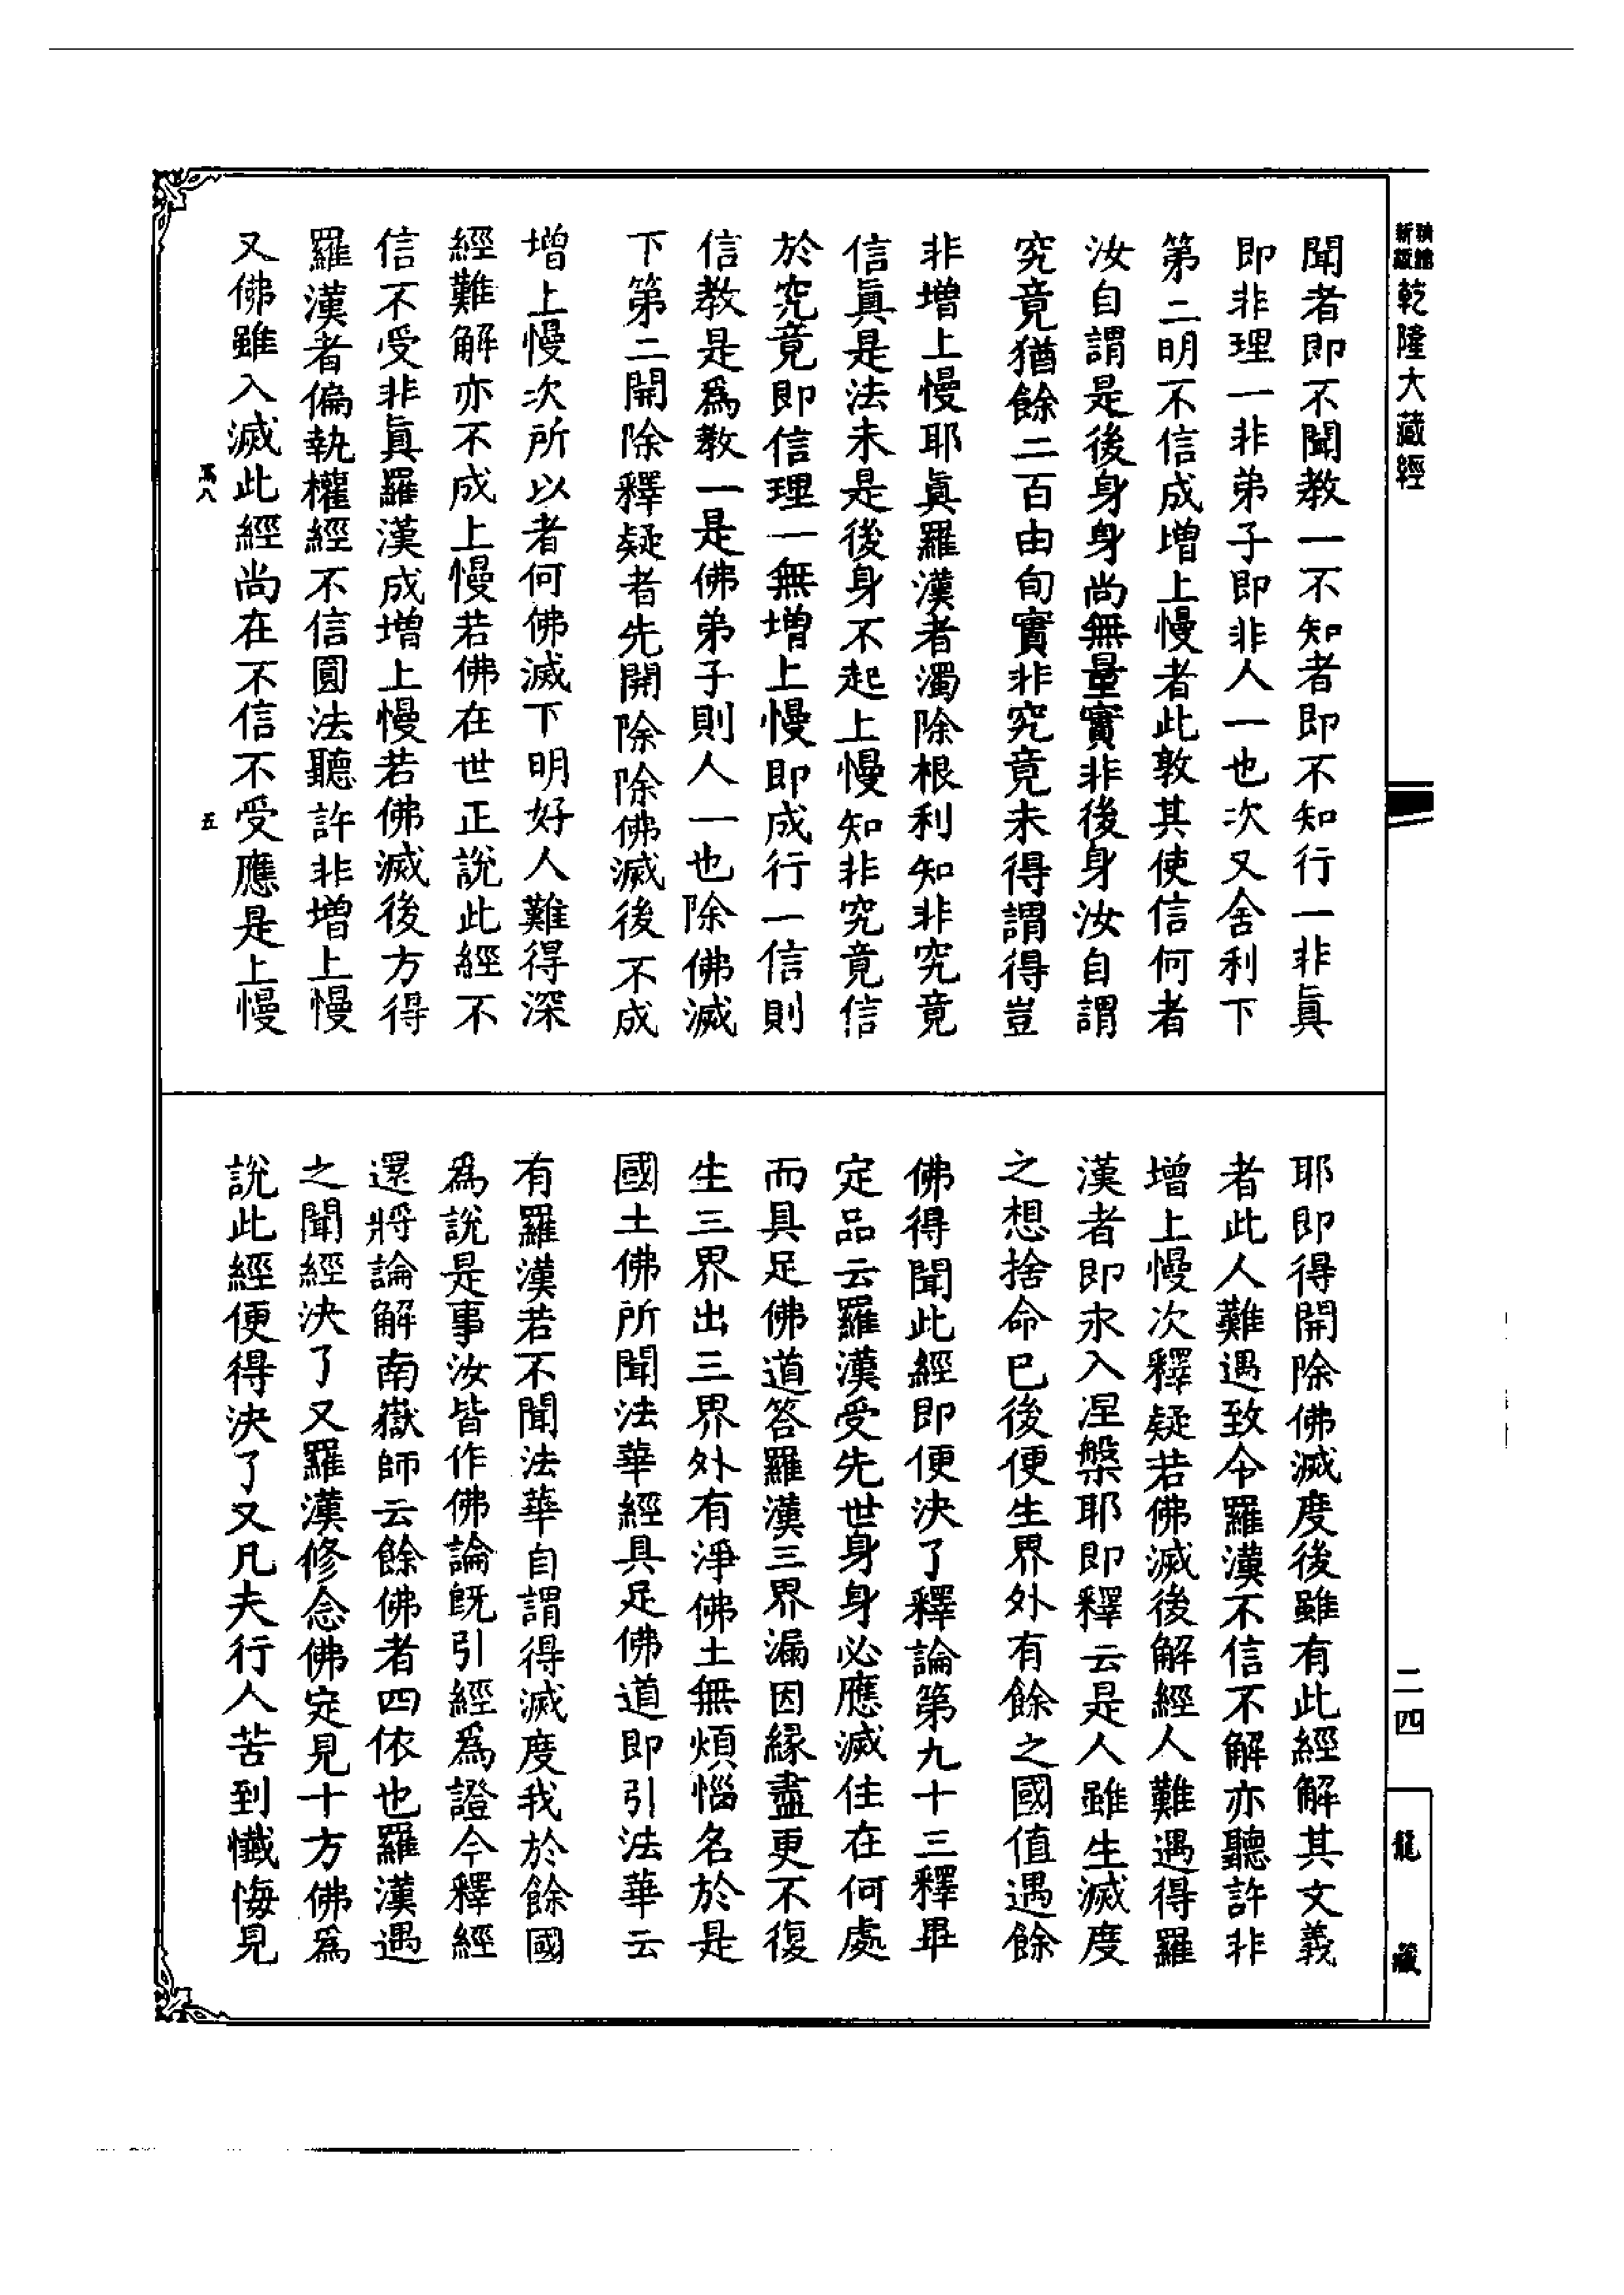 乾隆大藏經
聞者即不聞教一不知者即不知行一非眞
即非理一非弟子即非人一也次又舍利下
第二明不信成增上慢者此敦其使信何者
汝自謂是後身身尚無量實非後身汝自謂
究竟猶餘二百由旬實非究竟未得謂得豈
非增上慢耶眞羅漢者濁除根利知非究竟
信眞是法未是後身不起上慢知非究竟信
於究竟即信理一無增上慢即成行一信則
信教是爲教一是佛弟子則人一也除佛滅
下第二開除釋疑者先開除除佛滅後不成
增上慢次所以者何佛滅下明好人難得深
經難解亦不成上慢若佛在世正說此經不
信不受非眞羅漢成增上慢若佛滅後方得
羅漢者偏執權經不信圓法聽許非增上慢
又佛雖入滅此經尚在不信不受應是上慢
五
耶即得開除佛滅度後雖有此經解其文義
者此人難遇致令羅漢不信不解亦聽許非
增上慢次釋疑若佛滅後解經人難遇得羅
漢者即永入涅槃耶即釋云是人雖生滅度
之想捨命已後便生界外有餘之國值遇餘
佛得聞此經即便決了釋論第九十三釋畢
定品云羅漢受先世身身必應滅住在何處
而具足佛道答羅漢三界漏因緣盡更不復
生三界出三界外有淨佛土無煩惱名於是
國土佛所聞法華經具足佛道即引法華云
有羅漢若不聞法華自謂得滅度我於餘國
爲說是事汝皆作佛論旣引經爲證今釋經
還將論解南嶽師云餘佛者四依也羅漢遇
之聞經決了又羅漢修念佛定見十方佛爲
說此經便得決了又凡夫行人苦到懺悔見
二四
龍藏